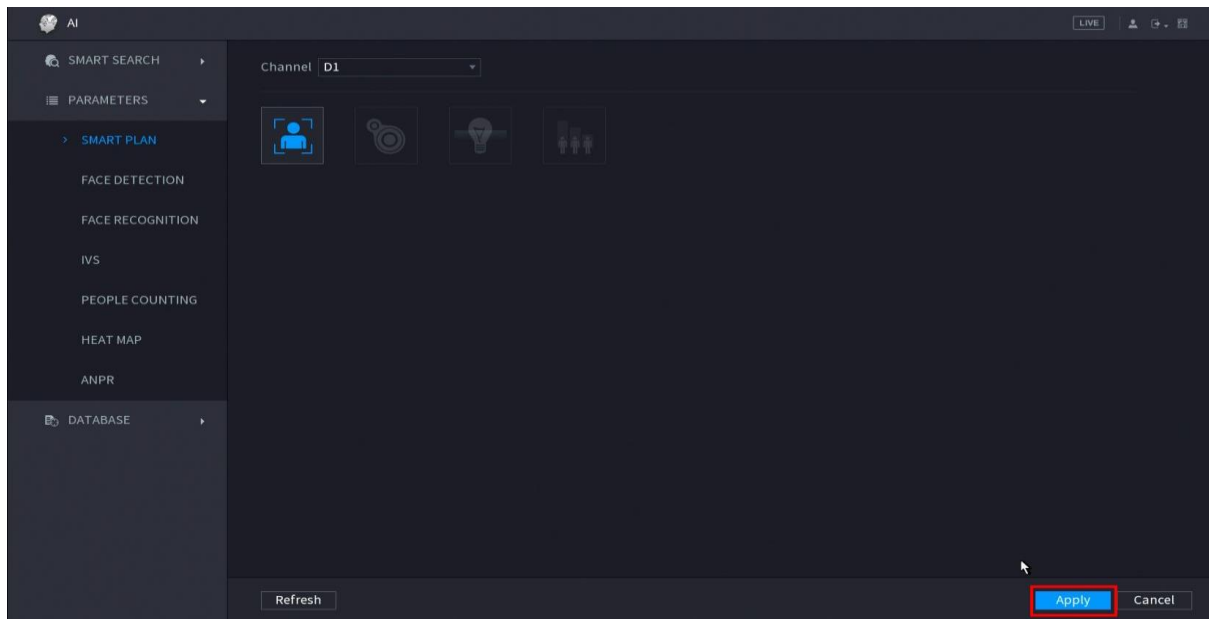 AI
LIVE
SMART SEARCH
PARAMETERS
SMART PLAN
FACE DETECTION
FACE RECOGNITION
IVS
PEOPLE COUNTING
HEAT MAP
ANPR
DATABASE
Channel D1
Refresh
Apply
Cancel